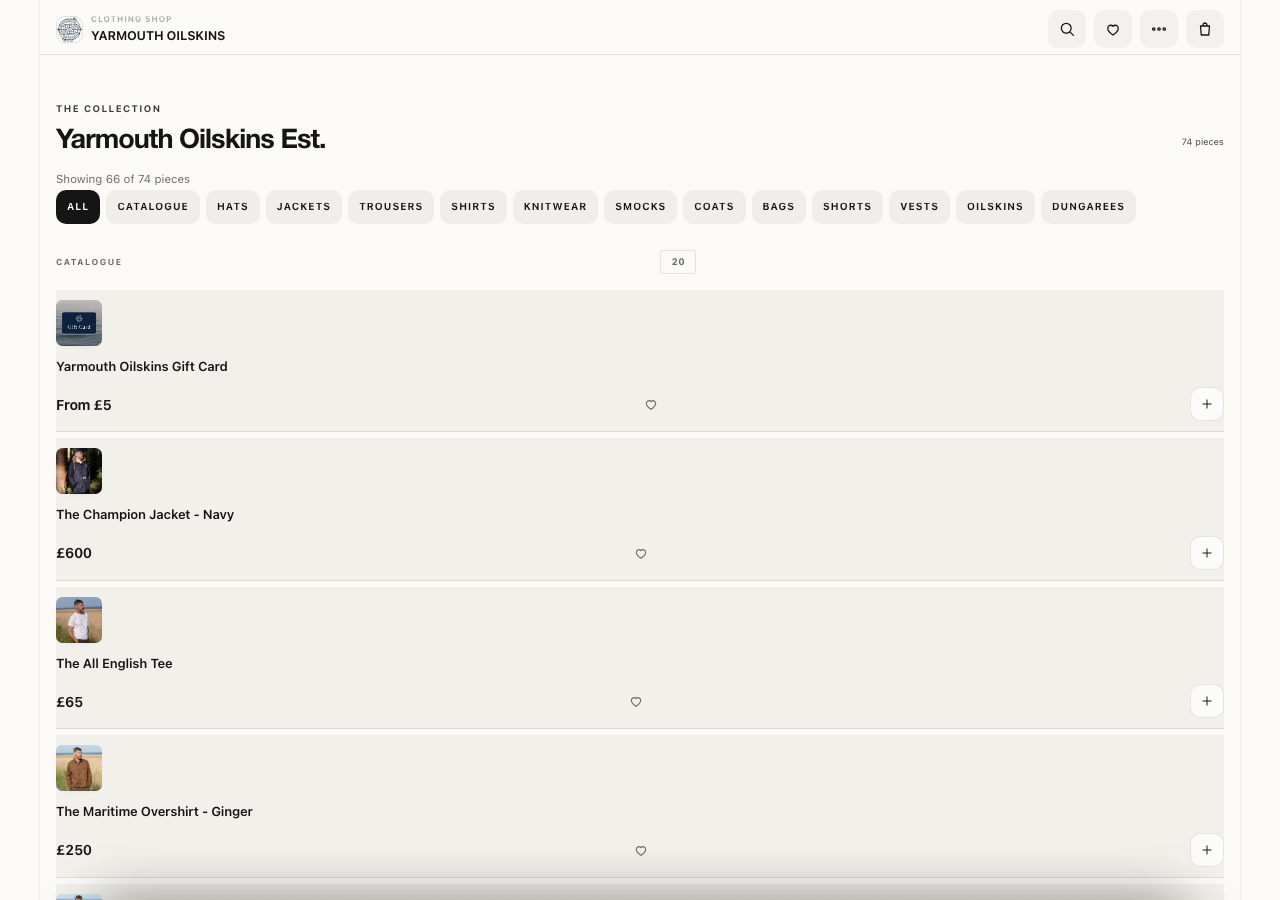 CLOTHING SHOP
YARMOUTH OILSKINS
THE COLLECTION
Yarmouth Oilskins Est.
74 pieces
Showing 66 of 74 pieces
ALL CATALOGUE HATS JACKETS TROUSERS SHIRTS KNITWEAR SMOCKS COATS BAGS SHORTS VESTS OILSKINS DUNGAREES
CATALOGUE 20
Gift Card
Yarmouth Oilskins Gift Card
From £5
The Champion Jacket - Navy
£600
The All English Tee
£65
The Maritime Overshirt - Ginger
£250